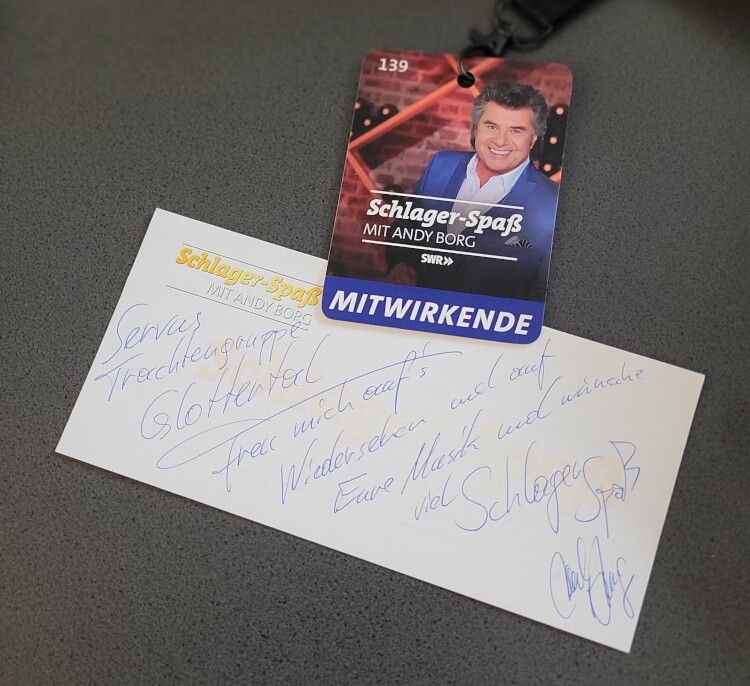 139
Schlager-Spaß
MIT ANDY BORG
SWR»
MITWIRKENDE
Schlager-Spaß
MIT ANDY BORG
Servus
Trachtengruppe
Glottertal
Freu mich auf's
Wiedersehen und auf
Eure Musik und wünsche
viel Schlager Spaß